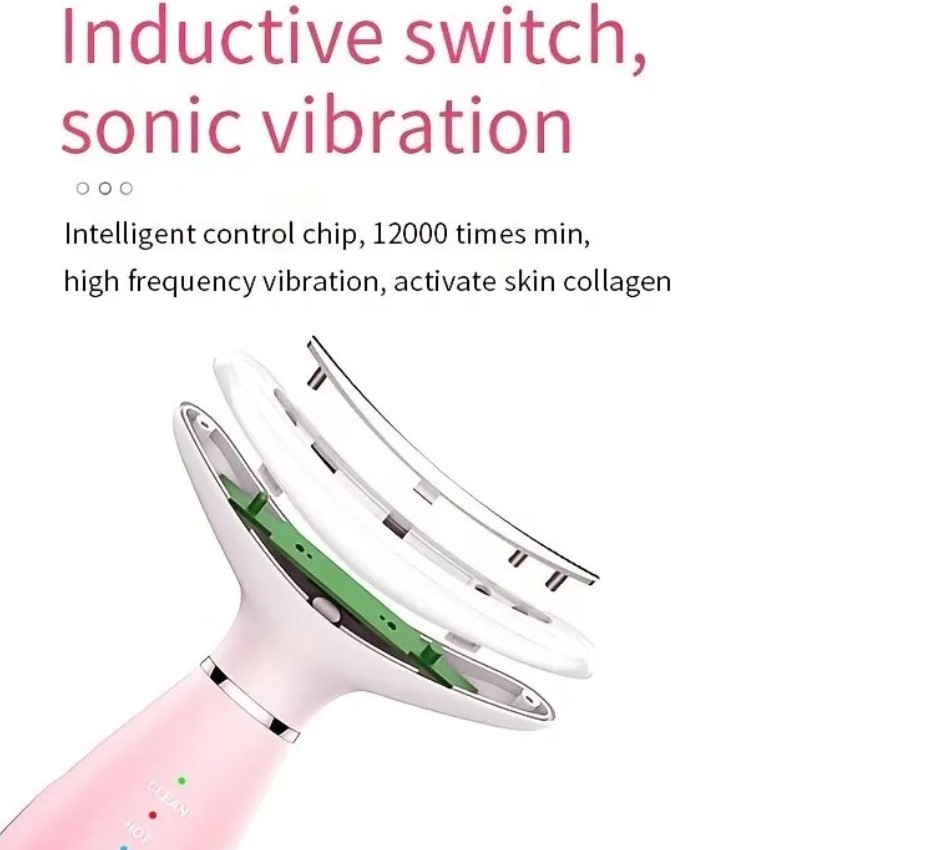 Inductive switch,
sonic vibration
Intelligent control chip, 12000 times min,
high frequency vibration, activate skin collagen
CLEAN
HOT